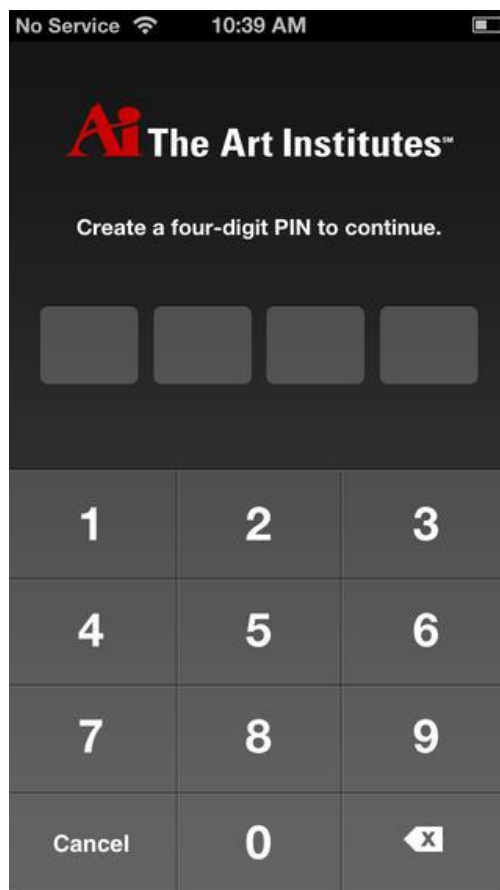 No Service 10:39 AM
Ai The Art Institutes℠
Create a four-digit PIN to continue.
1 2 3
4 5 6
7 8 9
Cancel 0 x